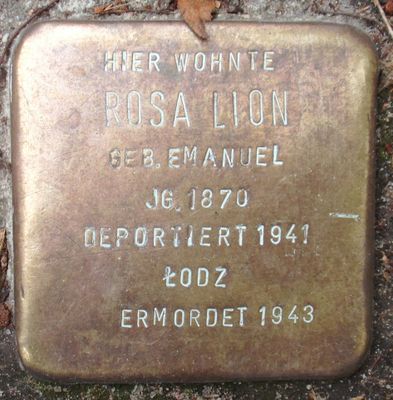 HIER WOHNTE
ROSA LION
GEB. EMANUEL
JG. 1870
DEPORTIERT 1941
ŁODZ
ERMORDET 1943